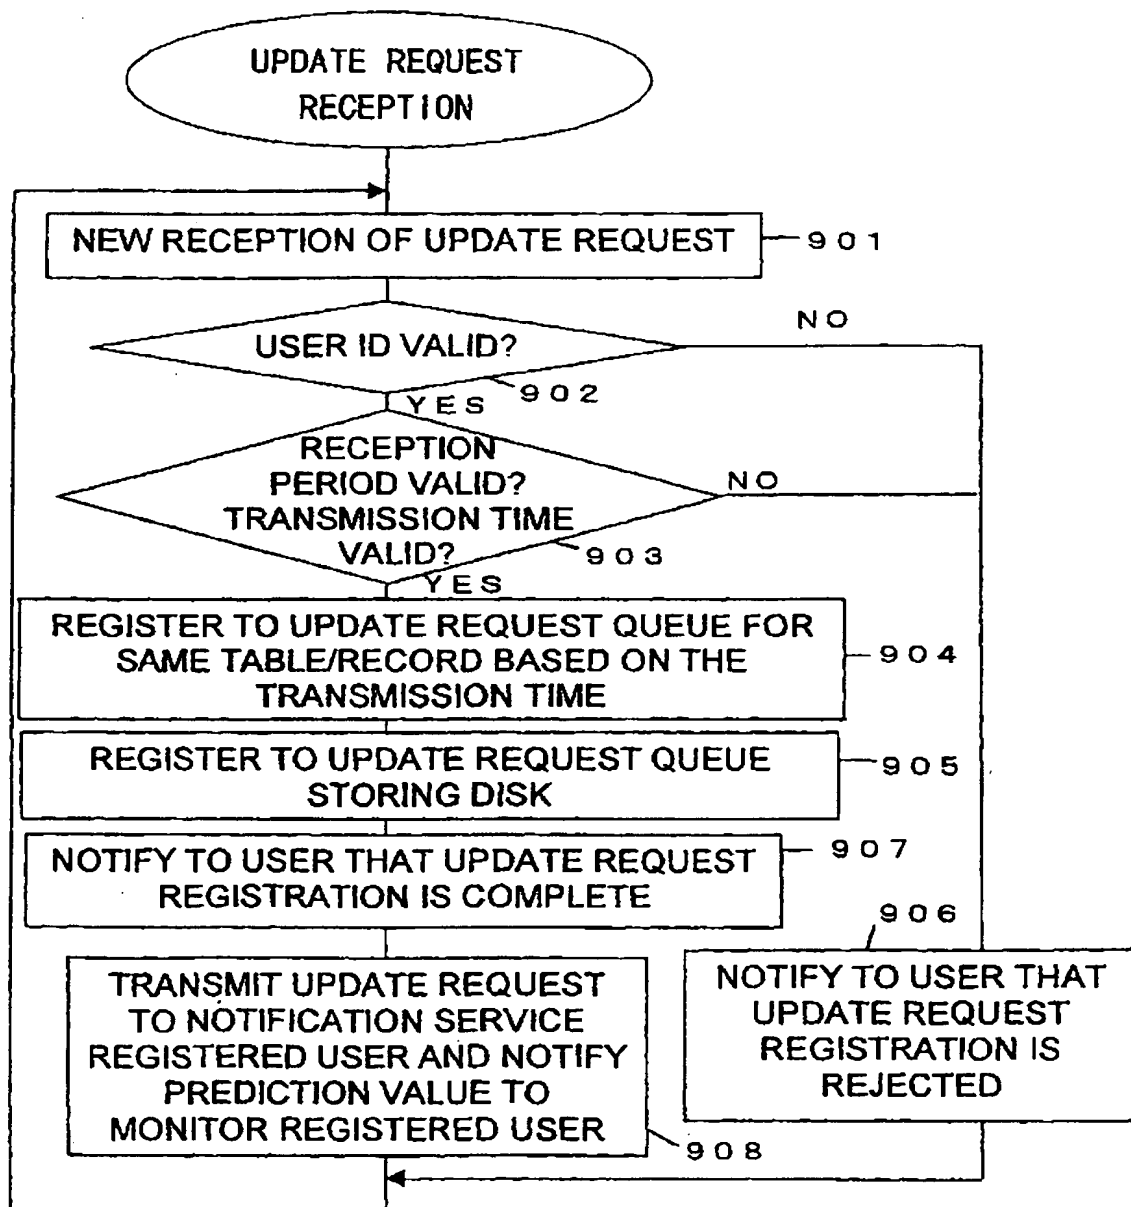 UPDATE REQUEST
RECEPTION
NEW RECEPTION OF UPDATE REQUEST
901
USER ID VALID?
NO
902
YES
RECEPTION
PERIOD VALID?
TRANSMISSION TIME
VALID?
NO
903
YES
REGISTER TO UPDATE REQUEST QUEUE FOR
SAME TABLE/RECORD BASED ON THE
TRANSMISSION TIME
904
REGISTER TO UPDATE REQUEST QUEUE
STORING DISK
905
NOTIFY TO USER THAT UPDATE REQUEST
REGISTRATION IS COMPLETE
907
906
NOTIFY TO USER THAT
UPDATE REQUEST
REGISTRATION IS
REJECTED
TRANSMIT UPDATE REQUEST
TO NOTIFICATION SERVICE
REGISTERED USER AND NOTIFY
PREDICTION VALUE TO
MONITOR REGISTERED USER
908